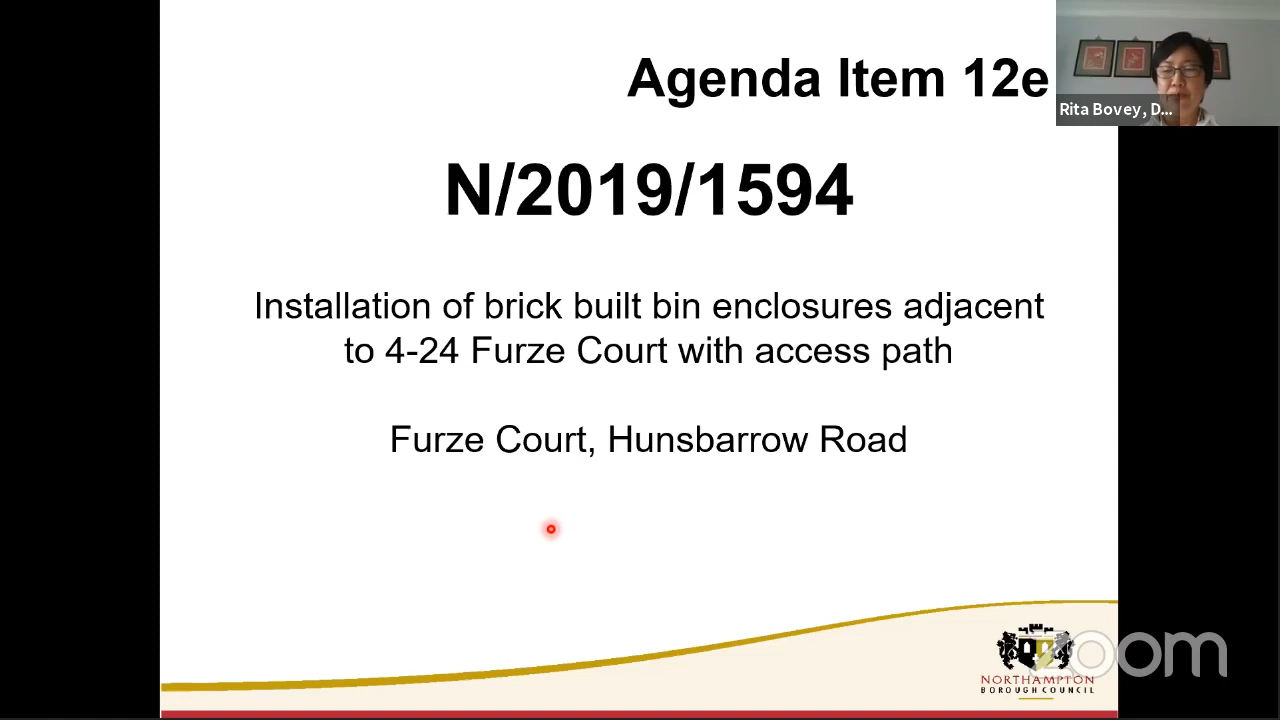 Agenda Item 12e
Rita Bovey, D...
N/2019/1594
Installation of brick built bin enclosures adjacent
to 4-24 Furze Court with access path
Furze Court, Hunsbarrow Road
zoom
NORTHAMPTON
BOROUGH COUNCIL